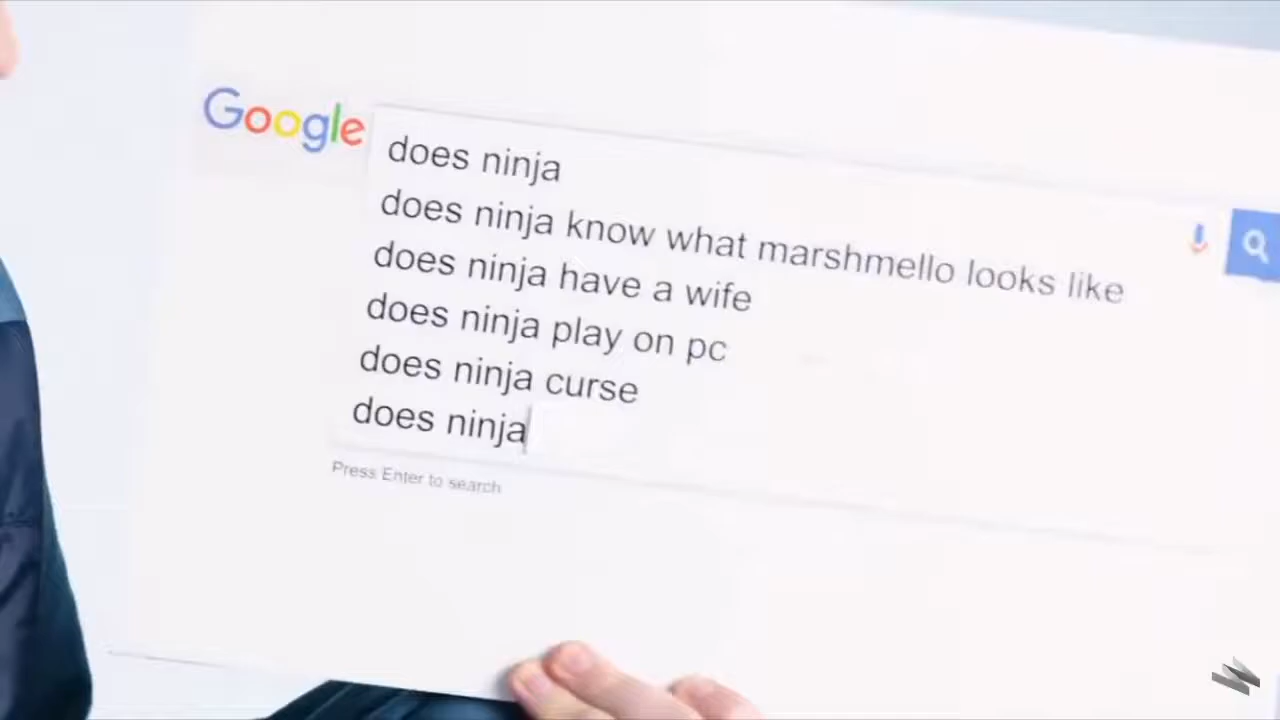 Google
does ninja
does ninja know what marshmello looks like
does ninja have a wife
does ninja play on pc
does ninja curse
does ninja
Press Enter to search